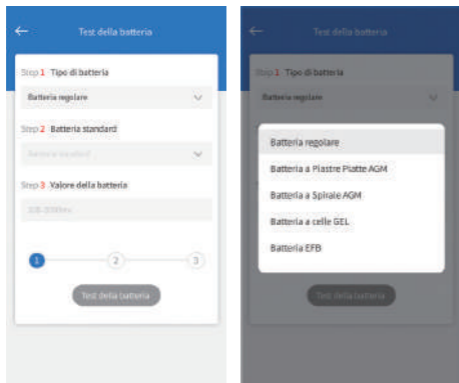 Test della batteria
Step 1 Tipo di batteria
Batteria regolare
Step 2 Batteria standard
Batteria standard
Step 3 Valore della batteria
1
2
3
Test della batteria
Test della batteria
Step 1 Tipo di batteria
Batteria regolare
Batteria regolare
Batteria a Piastre Piatte AGM
Batteria a Spirale AGM
Batteria a celle GEL
Batteria EFB
Test della batteria